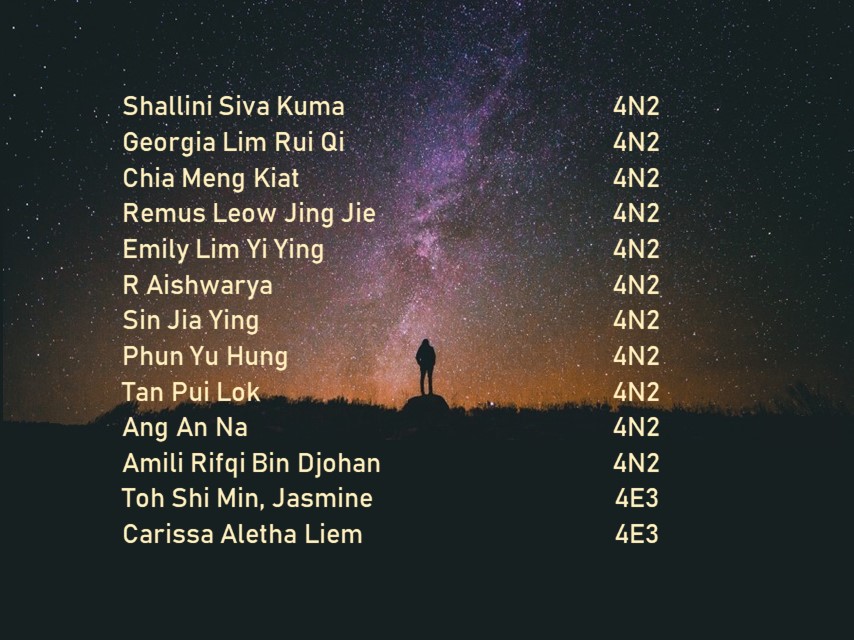 Shallini Siva Kuma 4N2
Georgia Lim Rui Qi 4N2
Chia Meng Kiat 4N2
Remus Leow Jing Jie 4N2
Emily Lim Yi Ying 4N2
R Aishwarya 4N2
Sin Jia Ying 4N2
Phun Yu Hung 4N2
Tan Pui Lok 4N2
Ang An Na 4N2
Amili Rifqi Bin Djohan 4N2
Toh Shi Min, Jasmine 4E3
Carissa Aletha Liem 4E3